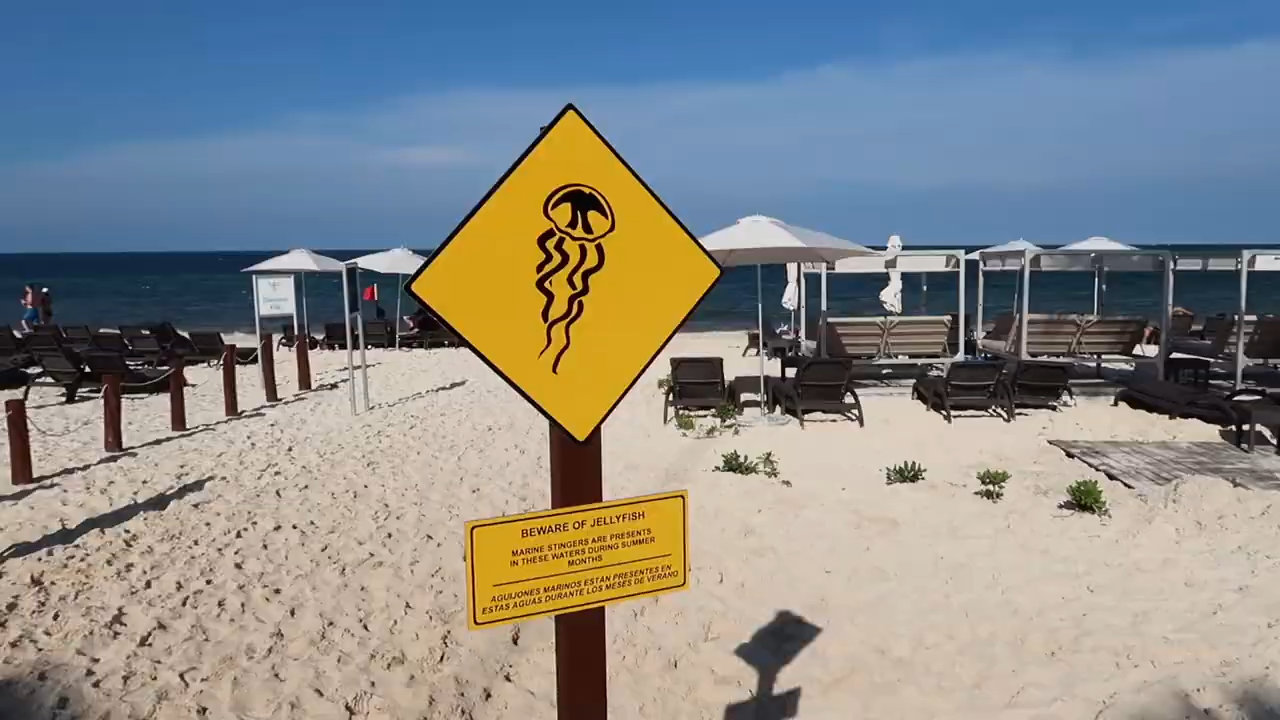 BEWARE OF JELLYFISH
MARINE STINGERS ARE PRESENTS
IN THESE WATERS DURING SUMMER
MONTHS
AGUIJONES MARINOS ESTAN PRESENTES EN
ESTAS AGUAS DURANTE LOS MESES DE VERANO